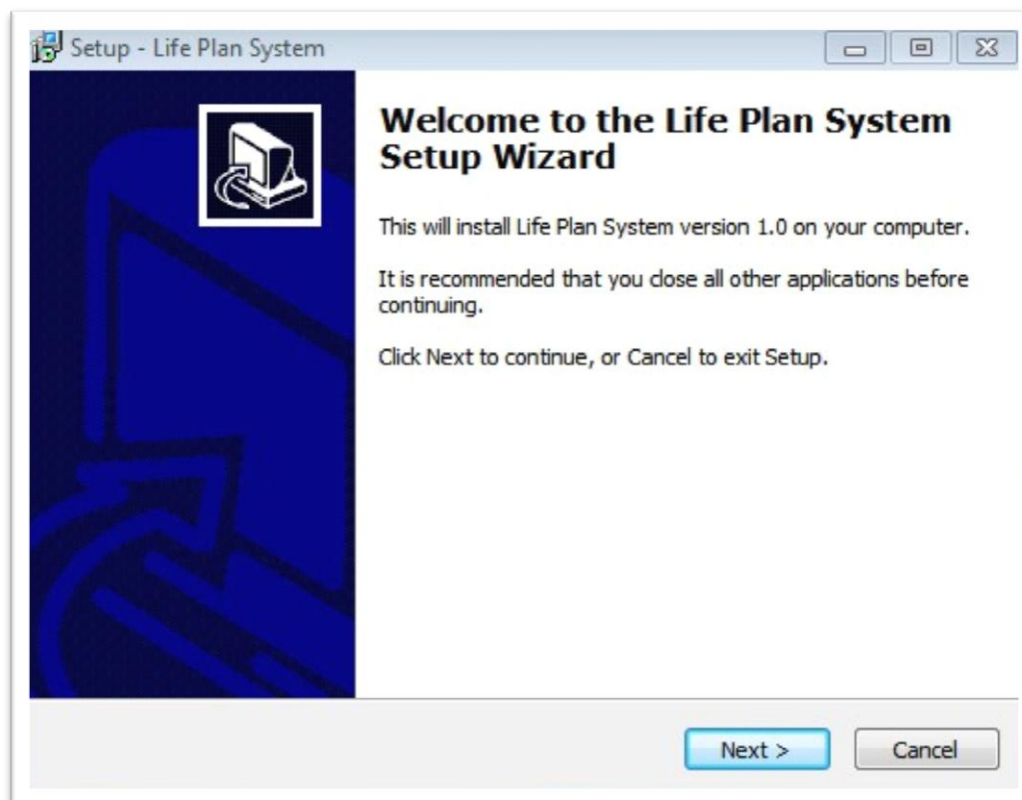 Setup - Life Plan System
Welcome to the Life Plan System
Setup Wizard
This will install Life Plan System version 1.0 on your computer.
It is recommended that you close all other applications before
continuing.
Click Next to continue, or Cancel to exit Setup.
Next >
Cancel